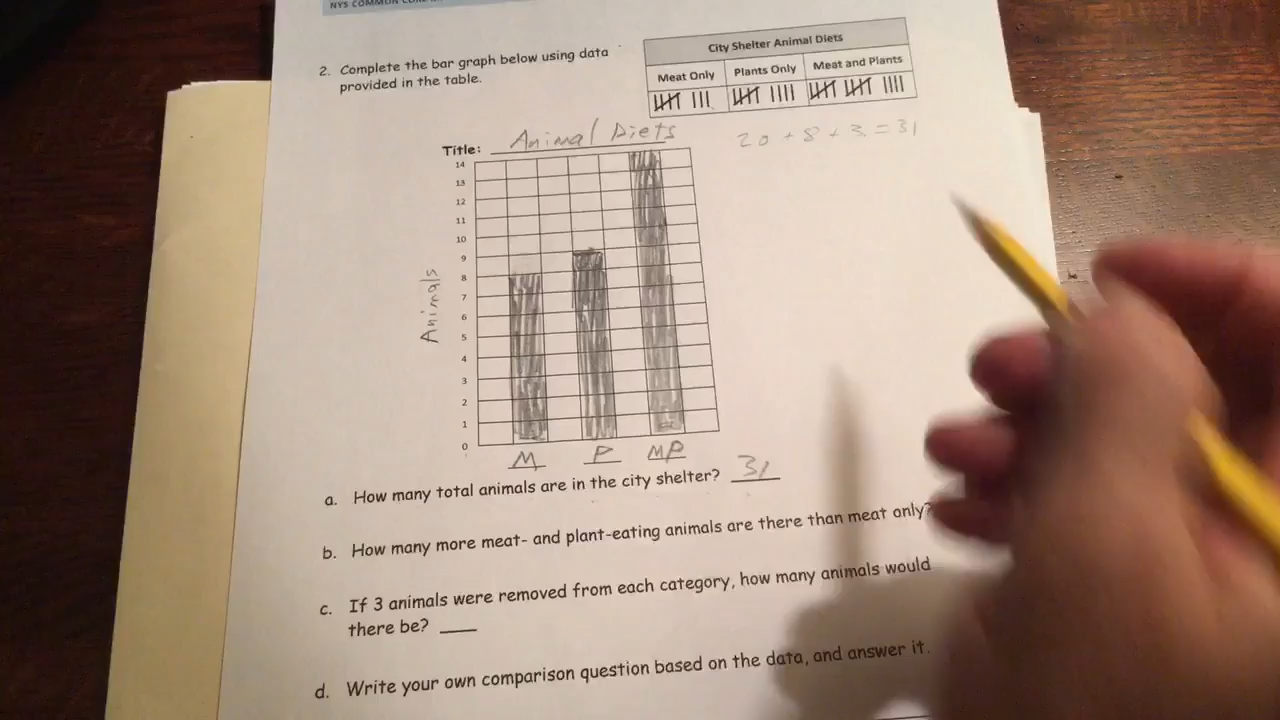 NYS COMMON CORE
2. Complete the bar graph below using data
provided in the table.
City Shelter Animal Diets
Meat Only Plants Only Meat and Plants
20 + 8 + 3 = 31
Title: Animal Diets
14
13
12
11
10
9
8
7
6
5
4
3
2
1
0
Animals
M P MP
a. How many total animals are in the city shelter? 31
b. How many more meat- and plant-eating animals are there than meat only?
c. If 3 animals were removed from each category, how many animals would
there be? ____
d. Write your own comparison question based on the data, and answer it.